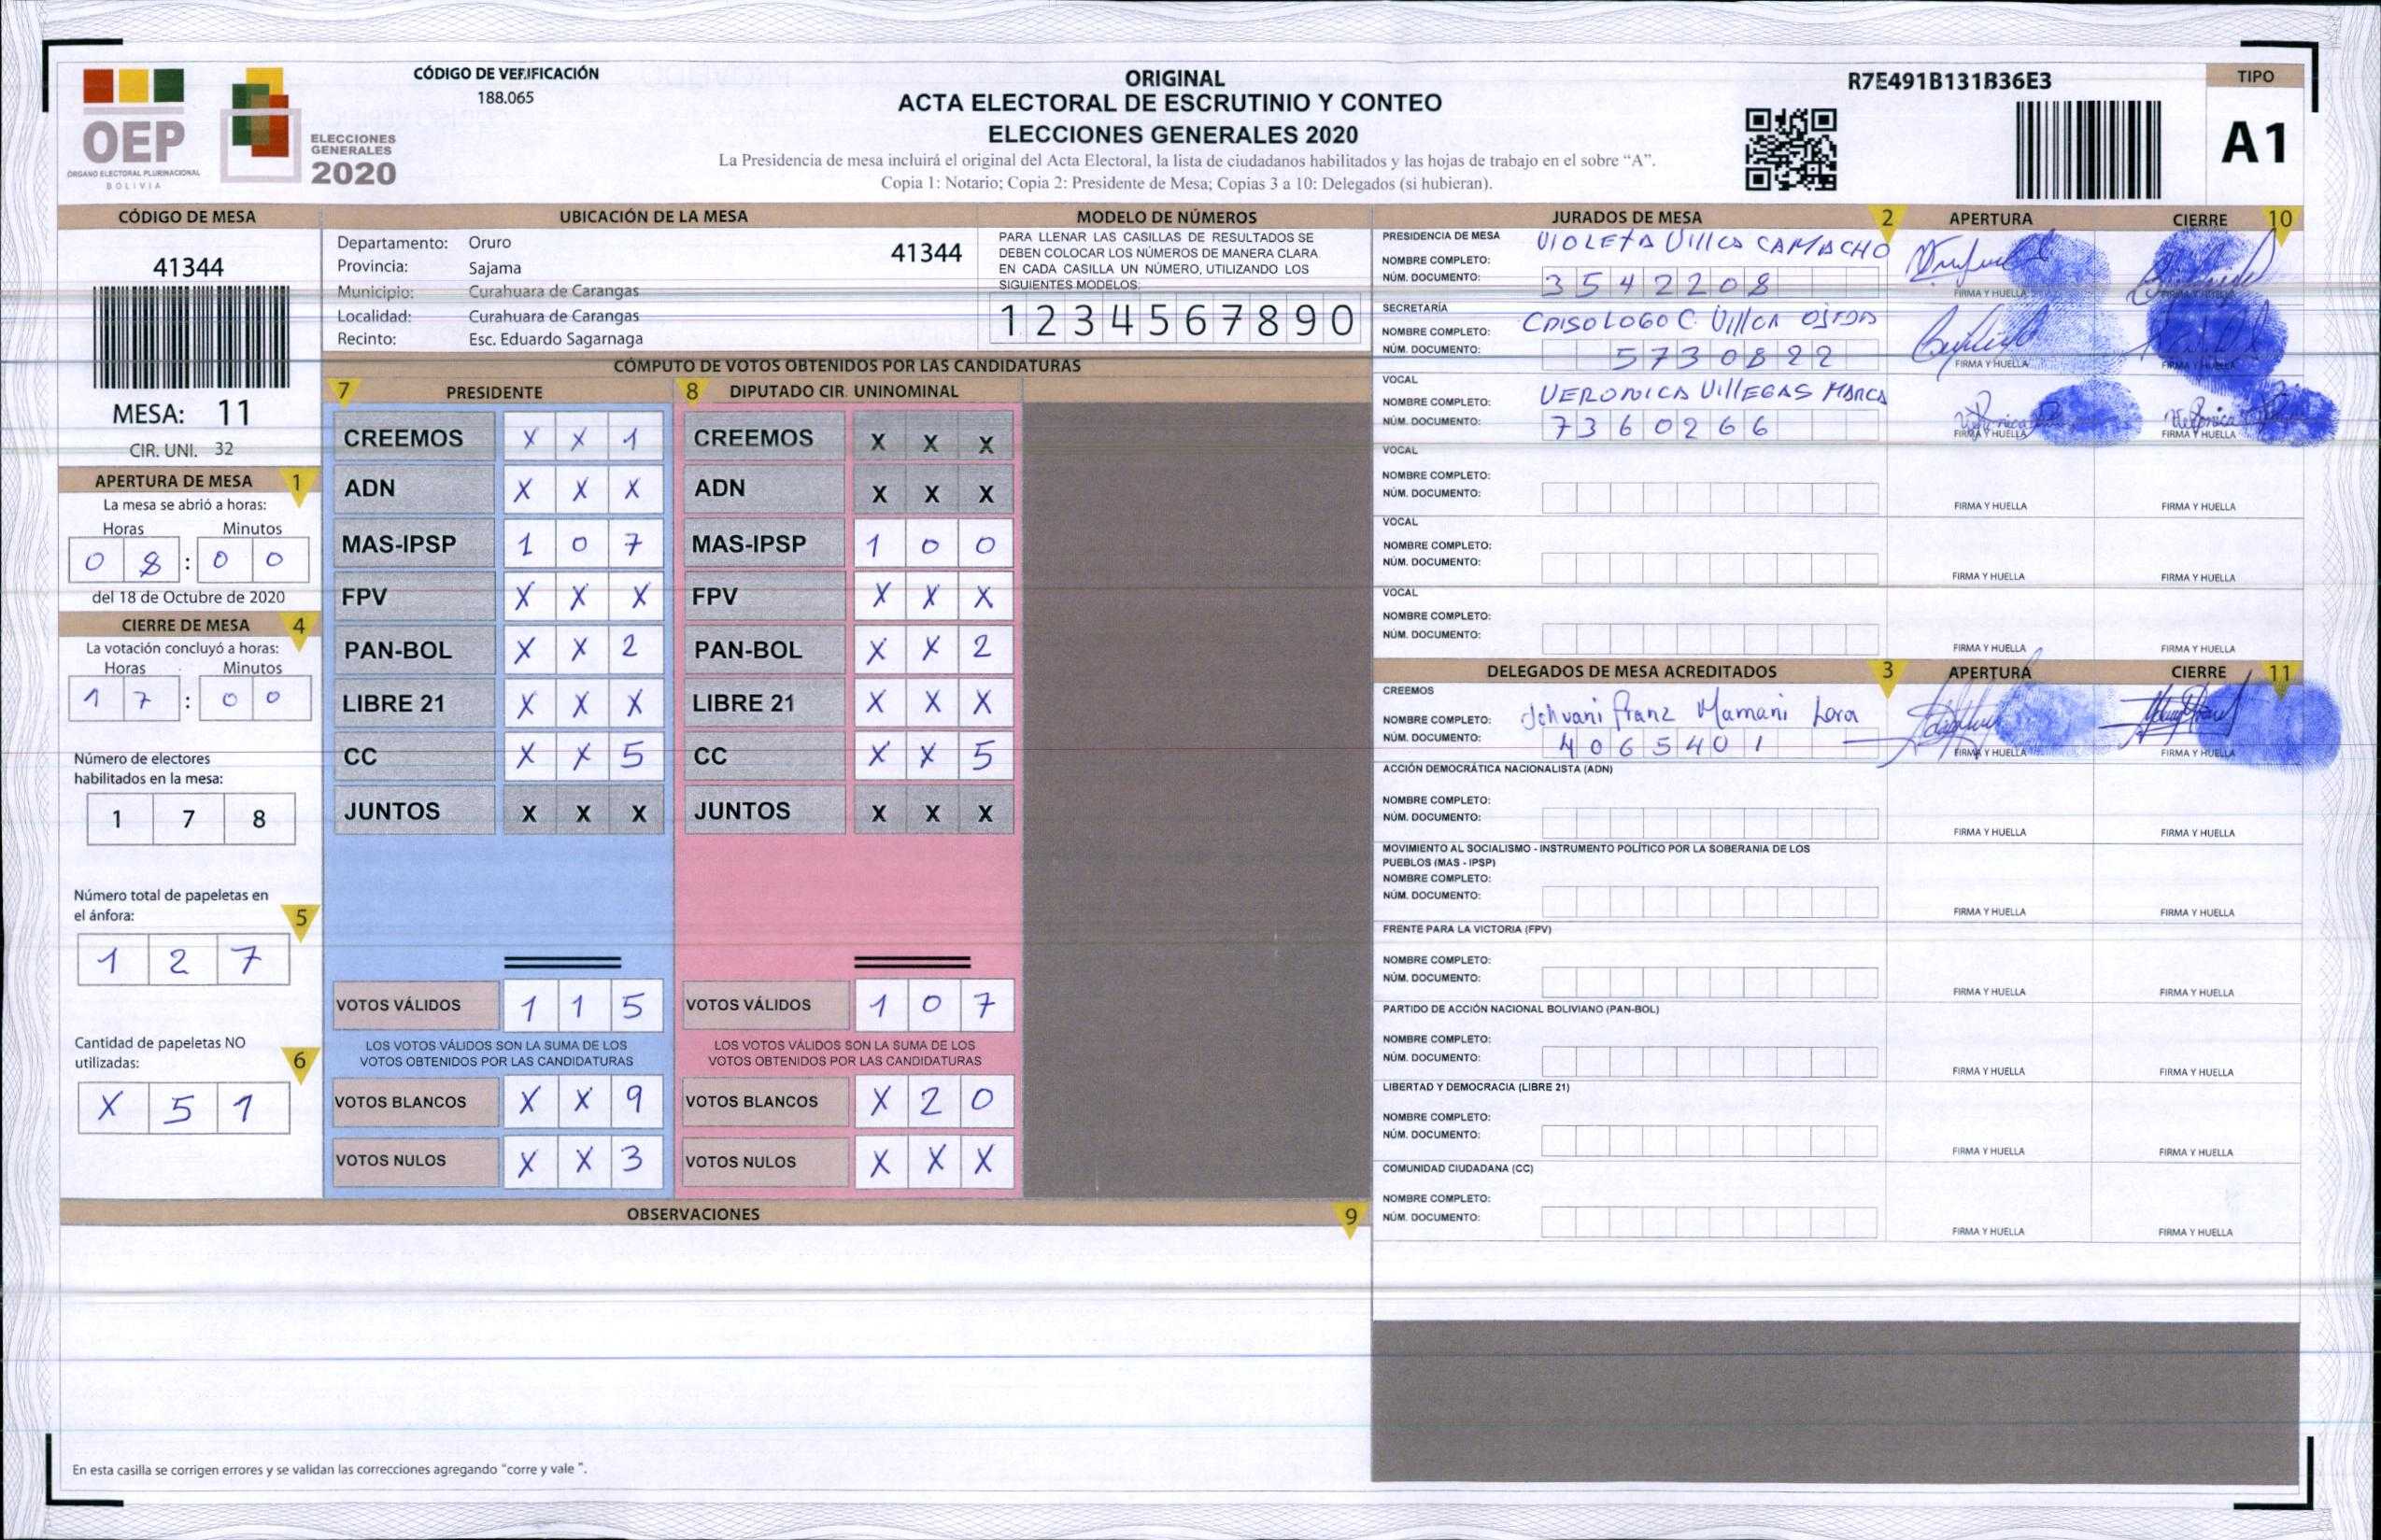 OEP
ÓRGANO ELECTORAL PLURINACIONAL
BOLIVIA
ELECCIONES
GENERALES
2020
CÓDIGO DE VERIFICACIÓN
188.065
ORIGINAL
ACTA ELECTORAL DE ESCRUTINIO Y CONTEO
ELECCIONES GENERALES 2020
La Presidencia de mesa incluirá el original del Acta Electoral, la lista de ciudadanos habilitados y las hojas de trabajo en el sobre “A”.
Copia 1: Notario; Copia 2: Presidente de Mesa; Copias 3 a 10: Delegados (si hubieran).
R7E491B131B36E3
TIPO
A1
CÓDIGO DE MESA
41344
MESA: 11
CIR. UNI. 32
APERTURA DE MESA 1
La mesa se abrió a horas:
Horas Minutos
0 8 : 0 0
del 18 de Octubre de 2020
CIERRE DE MESA 4
La votación concluyó a horas:
Horas Minutos
1 7 : 0 0
Número de electores
habilitados en la mesa:
1 7 8
Número total de papeletas en
el ánfora: 5
1 2 7
Cantidad de papeletas NO
utilizadas: 6
X 5 1
UBICACIÓN DE LA MESA
Departamento: Oruro 41344
Provincia: Sajama
Municipio: Curahuara de Carangas
Localidad: Curahuara de Carangas
Recinto: Esc. Eduardo Sagarnaga
MODELO DE NÚMEROS
PARA LLENAR LAS CASILLAS DE RESULTADOS SE
DEBEN COLOCAR LOS NÚMEROS DE MANERA CLARA
EN CADA CASILLA UN NÚMERO, UTILIZANDO LOS
SIGUIENTES MODELOS:
1 2 3 4 5 6 7 8 9 0
CÓMPUTO DE VOTOS OBTENIDOS POR LAS CANDIDATURAS
7 PRESIDENTE 8 DIPUTADO CIR. UNINOMINAL
CREEMOS X X 1 CREEMOS X X X
ADN X X X ADN X X X
MAS-IPSP 1 0 7 MAS-IPSP 1 0 0
FPV X X X FPV X X X
PAN-BOL X X 2 PAN-BOL X X 2
LIBRE 21 X X X LIBRE 21 X X X
CC X X 5 CC X X 5
JUNTOS X X X JUNTOS X X X
VOTOS VÁLIDOS 1 1 5 VOTOS VÁLIDOS 1 0 7
LOS VOTOS VÁLIDOS SON LA SUMA DE LOS LOS VOTOS VÁLIDOS SON LA SUMA DE LOS
VOTOS OBTENIDOS POR LAS CANDIDATURAS VOTOS OBTENIDOS POR LAS CANDIDATURAS
VOTOS BLANCOS X X 9 VOTOS BLANCOS X 2 0
VOTOS NULOS X X 3 VOTOS NULOS X X X
OBSERVACIONES 9
En esta casilla se corrigen errores y se validan las correcciones agregando “corre y vale ”.
JURADOS DE MESA 2 APERTURA CIERRE 10
PRESIDENCIA DE MESA
NOMBRE COMPLETO: VIOLETA Villca CAMACHO
NÚM. DOCUMENTO: 3 5 4 2 2 0 8
FIRMA Y HUELLA FIRMA Y HUELLA
SECRETARÍA
NOMBRE COMPLETO: CRISOLOGO C. Villca OJEDA
NÚM. DOCUMENTO: 5 7 3 0 8 2 2
FIRMA Y HUELLA FIRMA Y HUELLA
VOCAL
NOMBRE COMPLETO: VERONICA VillEGAS MARCA
NÚM. DOCUMENTO: 7 3 6 0 2 6 6
FIRMA Y HUELLA FIRMA Y HUELLA
VOCAL
NOMBRE COMPLETO:
NÚM. DOCUMENTO:
FIRMA Y HUELLA FIRMA Y HUELLA
VOCAL
NOMBRE COMPLETO:
NÚM. DOCUMENTO:
FIRMA Y HUELLA FIRMA Y HUELLA
VOCAL
NOMBRE COMPLETO:
NÚM. DOCUMENTO:
FIRMA Y HUELLA FIRMA Y HUELLA
DELEGADOS DE MESA ACREDITADOS 3 APERTURA CIERRE 11
CREEMOS
NOMBRE COMPLETO: Jehvani Franz Mamani Lora
NÚM. DOCUMENTO: 4 0 6 5 4 0 1
FIRMA Y HUELLA FIRMA Y HUELLA
ACCIÓN DEMOCRÁTICA NACIONALISTA (ADN)
NOMBRE COMPLETO:
NÚM. DOCUMENTO:
FIRMA Y HUELLA FIRMA Y HUELLA
MOVIMIENTO AL SOCIALISMO - INSTRUMENTO POLÍTICO POR LA SOBERANIA DE LOS
PUEBLOS (MAS - IPSP)
NOMBRE COMPLETO:
NÚM. DOCUMENTO:
FIRMA Y HUELLA FIRMA Y HUELLA
FRENTE PARA LA VICTORIA (FPV)
NOMBRE COMPLETO:
NÚM. DOCUMENTO:
FIRMA Y HUELLA FIRMA Y HUELLA
PARTIDO DE ACCIÓN NACIONAL BOLIVIANO (PAN-BOL)
NOMBRE COMPLETO:
NÚM. DOCUMENTO:
FIRMA Y HUELLA FIRMA Y HUELLA
LIBERTAD Y DEMOCRACIA (LIBRE 21)
NOMBRE COMPLETO:
NÚM. DOCUMENTO:
FIRMA Y HUELLA FIRMA Y HUELLA
COMUNIDAD CIUDADANA (CC)
NOMBRE COMPLETO:
NÚM. DOCUMENTO:
FIRMA Y HUELLA FIRMA Y HUELLA